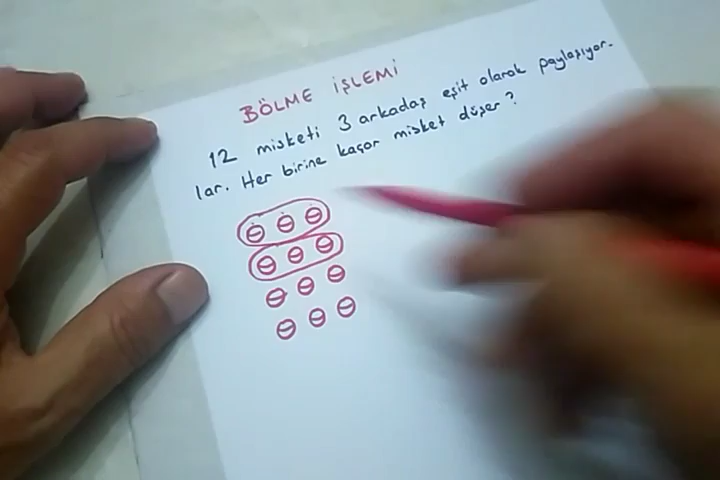 BÖLME İŞLEMİ
12 misketi 3 arkadaş eşit olarak paylaşıyor-
lar. Her birine kaçar misket düşer?